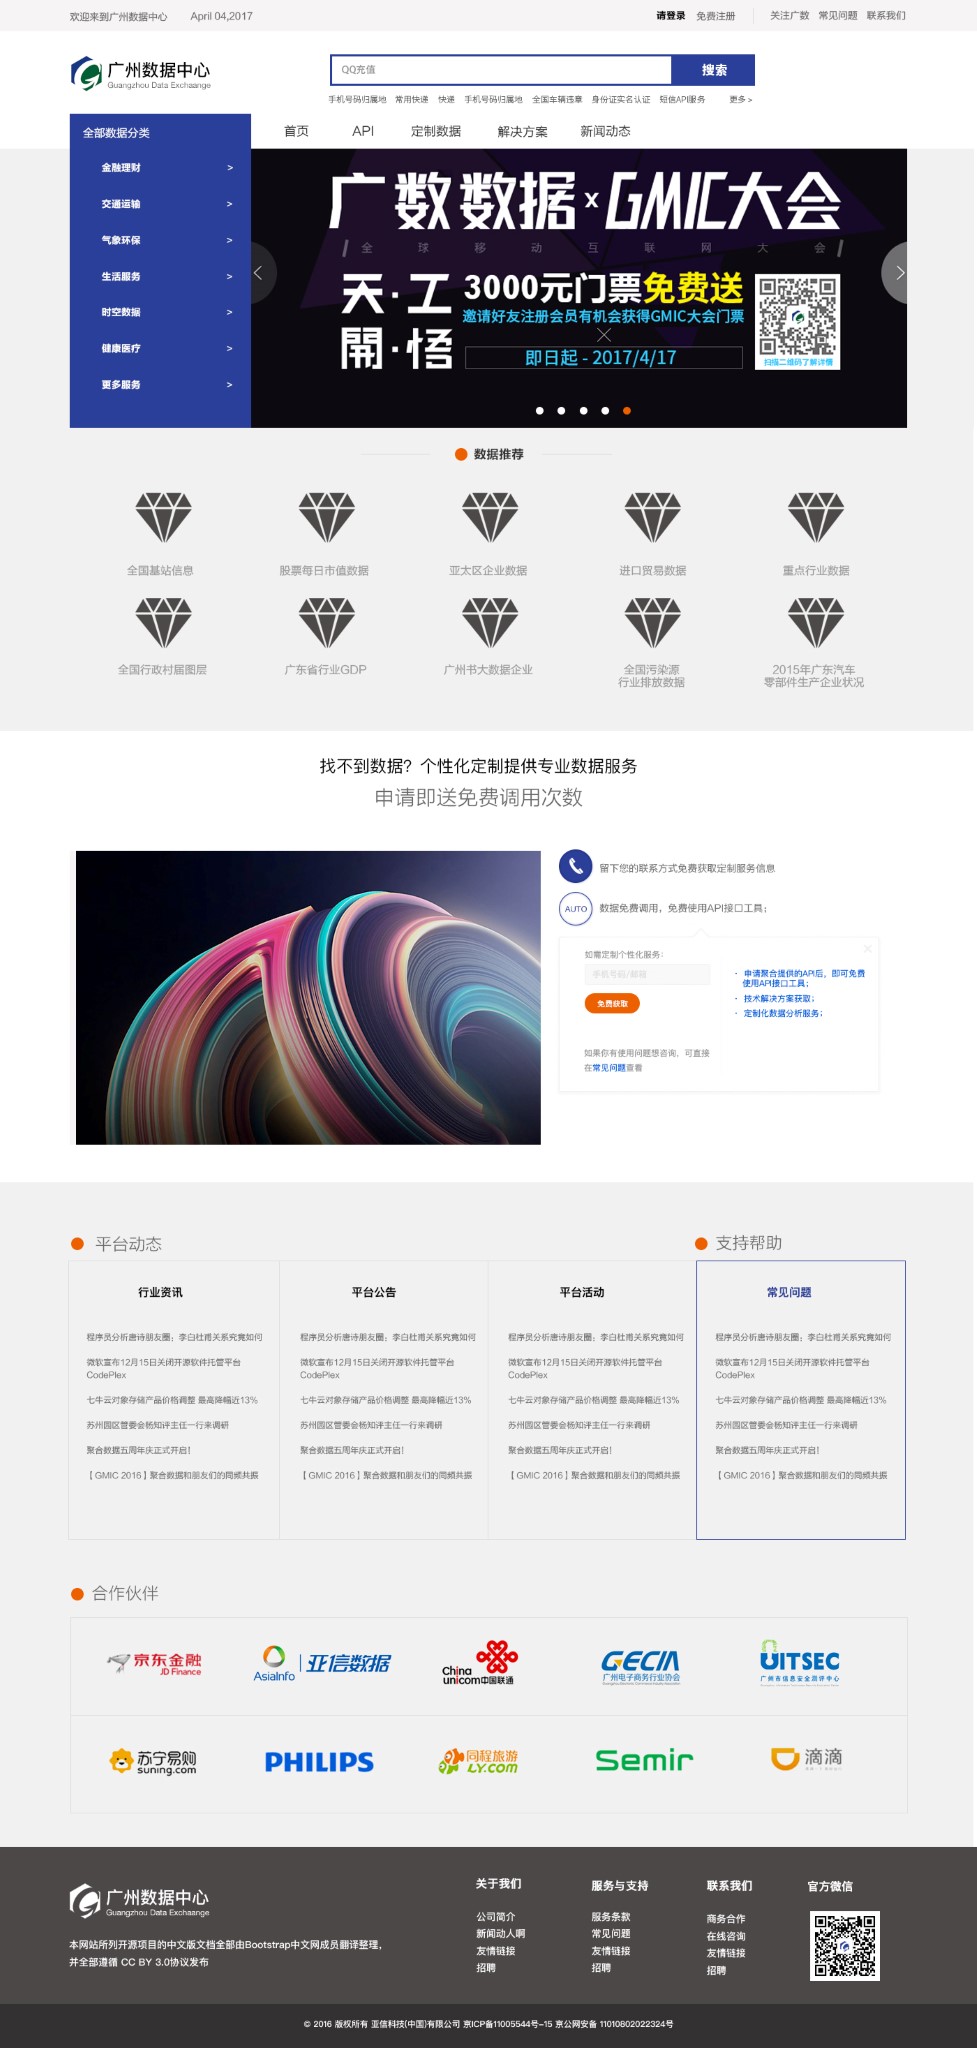 欢迎来到广州数据中心 April 04,2017 请登录 免费注册 关注广数 常见问题 联系我们
广州数据中心
Guangzhou Data Exchaange
QQ充值 搜索
手机号码归属地 常用快递 快递 手机号码归属地 全国车辆违章 身份证实名认证 短信API服务 更多 >
全部数据分类 首页 API 定制数据 解决方案 新闻动态
金融理财 >
交通运输 >
气象环保 >
生活服务 >
时空数据 >
健康医疗 >
更多服务 >
广数数据 x GMIC大会
全球移动互联网大会
天·工
開·悟
3000元门票免费送
邀请好友注册会员有机会获得GMIC大会门票
即日起 - 2017/4/17
扫描二维码了解详情
数据推荐
全国基站信息 股票每日市值数据 亚太区企业数据 进口贸易数据 重点行业数据
全国行政村届图层 广东省行业GDP 广州书大数据企业 全国污染源 2015年广东汽车
行业排放数据 零部件生产企业状况
找不到数据？个性化定制提供专业数据服务
申请即送免费调用次数
留下您的联系方式免费获取定制服务信息
AUTO 数据免费调用，免费使用API接口工具；
如需定制个性化服务：
手机号码/邮箱
免费获取
如果你有使用问题想咨询，可直接
在常见问题查看
· 申请聚合提供的API后，即可免费
使用API接口工具；
· 技术解决方案获取；
· 定制化数据分析服务；
平台动态 支持帮助
行业资讯 平台公告 平台活动 常见问题
程序员分析唐诗朋友圈：李白杜甫关系究竟如何 程序员分析唐诗朋友圈：李白杜甫关系究竟如何 程序员分析唐诗朋友圈：李白杜甫关系究竟如何 程序员分析唐诗朋友圈：李白杜甫关系究竟如何
微软宣布12月15日关闭开源软件托管平台 微软宣布12月15日关闭开源软件托管平台 微软宣布12月15日关闭开源软件托管平台 微软宣布12月15日关闭开源软件托管平台
CodePlex CodePlex CodePlex CodePlex
七牛云对象存储产品价格调整 最高降幅近13% 七牛云对象存储产品价格调整 最高降幅近13% 七牛云对象存储产品价格调整 最高降幅近13% 七牛云对象存储产品价格调整 最高降幅近13%
苏州园区管委会杨知评主任一行来调研 苏州园区管委会杨知评主任一行来调研 苏州园区管委会杨知评主任一行来调研 苏州园区管委会杨知评主任一行来调研
聚合数据五周年庆正式开启！ 聚合数据五周年庆正式开启！ 聚合数据五周年庆正式开启！ 聚合数据五周年庆正式开启！
【GMIC 2016】聚合数据和朋友们的同频共振 【GMIC 2016】聚合数据和朋友们的同频共振 【GMIC 2016】聚合数据和朋友们的同频共振 【GMIC 2016】聚合数据和朋友们的同频共振
合作伙伴
京东金融
JD Finance
AsiaInfo 亚信数据
China
unicom中国联通
GECIA
广州电子商务行业协会
UITSEC
广州市信息安全测评中心
苏宁易购
suning.com
PHILIPS
同程旅游
LY.COM
Semir
滴滴
广州数据中心
Guangzhou Data Exchaange
本网站所列开源项目的中文版文档全部由Bootstrap中文网成员翻译整理，
并全部遵循 CC BY 3.0协议发布
关于我们
公司简介
新闻动人啊
友情链接
招聘
服务与支持
服务条款
常见问题
友情链接
招聘
联系我们
商务合作
在线咨询
友情链接
招聘
官方微信
© 2016 版权所有 亚信科技(中国)有限公司 京ICP备11005544号-15 京公网安备 11010802022324号